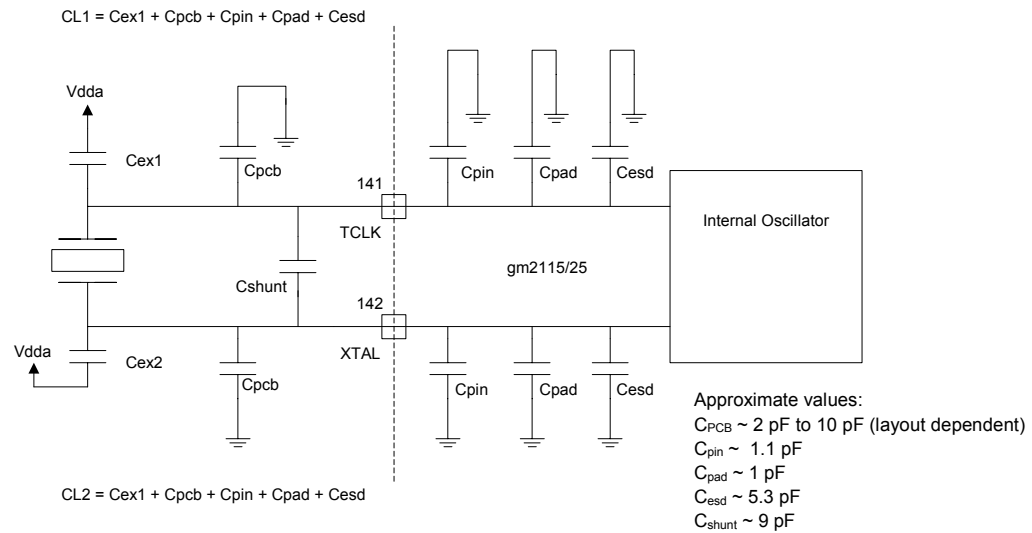 CL1 = Cex1 + Cpcb + Cpin + Cpad + Cesd
Vdda
Cex1
Cpcb
Cpin
Cpad
Cesd
141
TCLK
Internal Oscillator
Cshunt
gm2115/25
142
XTAL
Vdda
Cex2
Cpcb
Cpin
Cpad
Cesd
Approximate values:
CPCB ~ 2 pF to 10 pF (layout dependent)
Cpin ~ 1.1 pF
Cpad ~ 1 pF
Cesd ~ 5.3 pF
Cshunt ~ 9 pF
CL2 = Cex1 + Cpcb + Cpin + Cpad + Cesd